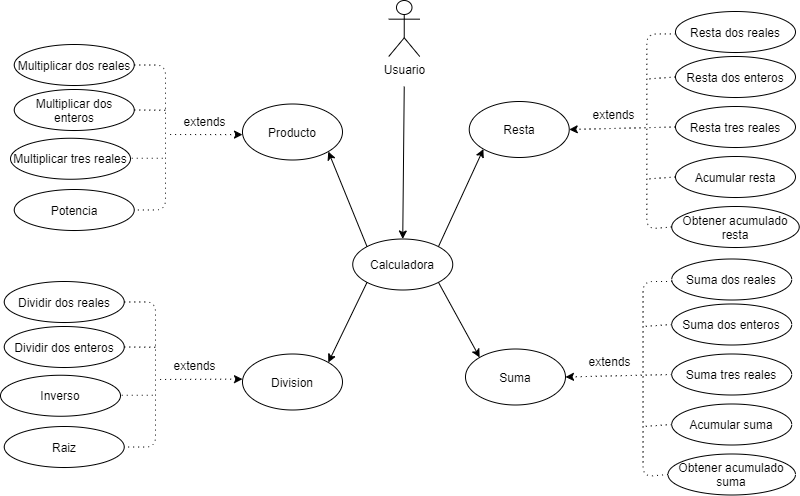 Usuario
Multiplicar dos reales
Multiplicar dos
enteros
Multiplicar tres reales
Potencia
extends
Producto
Resta
extends
Resta dos reales
Resta dos enteros
Resta tres reales
Acumular resta
Obtener acumulado
resta
Calculadora
Dividir dos reales
Dividir dos enteros
Inverso
Raiz
extends
Division
Suma
extends
Suma dos reales
Suma dos enteros
Suma tres reales
Acumular suma
Obtener acumulado
suma